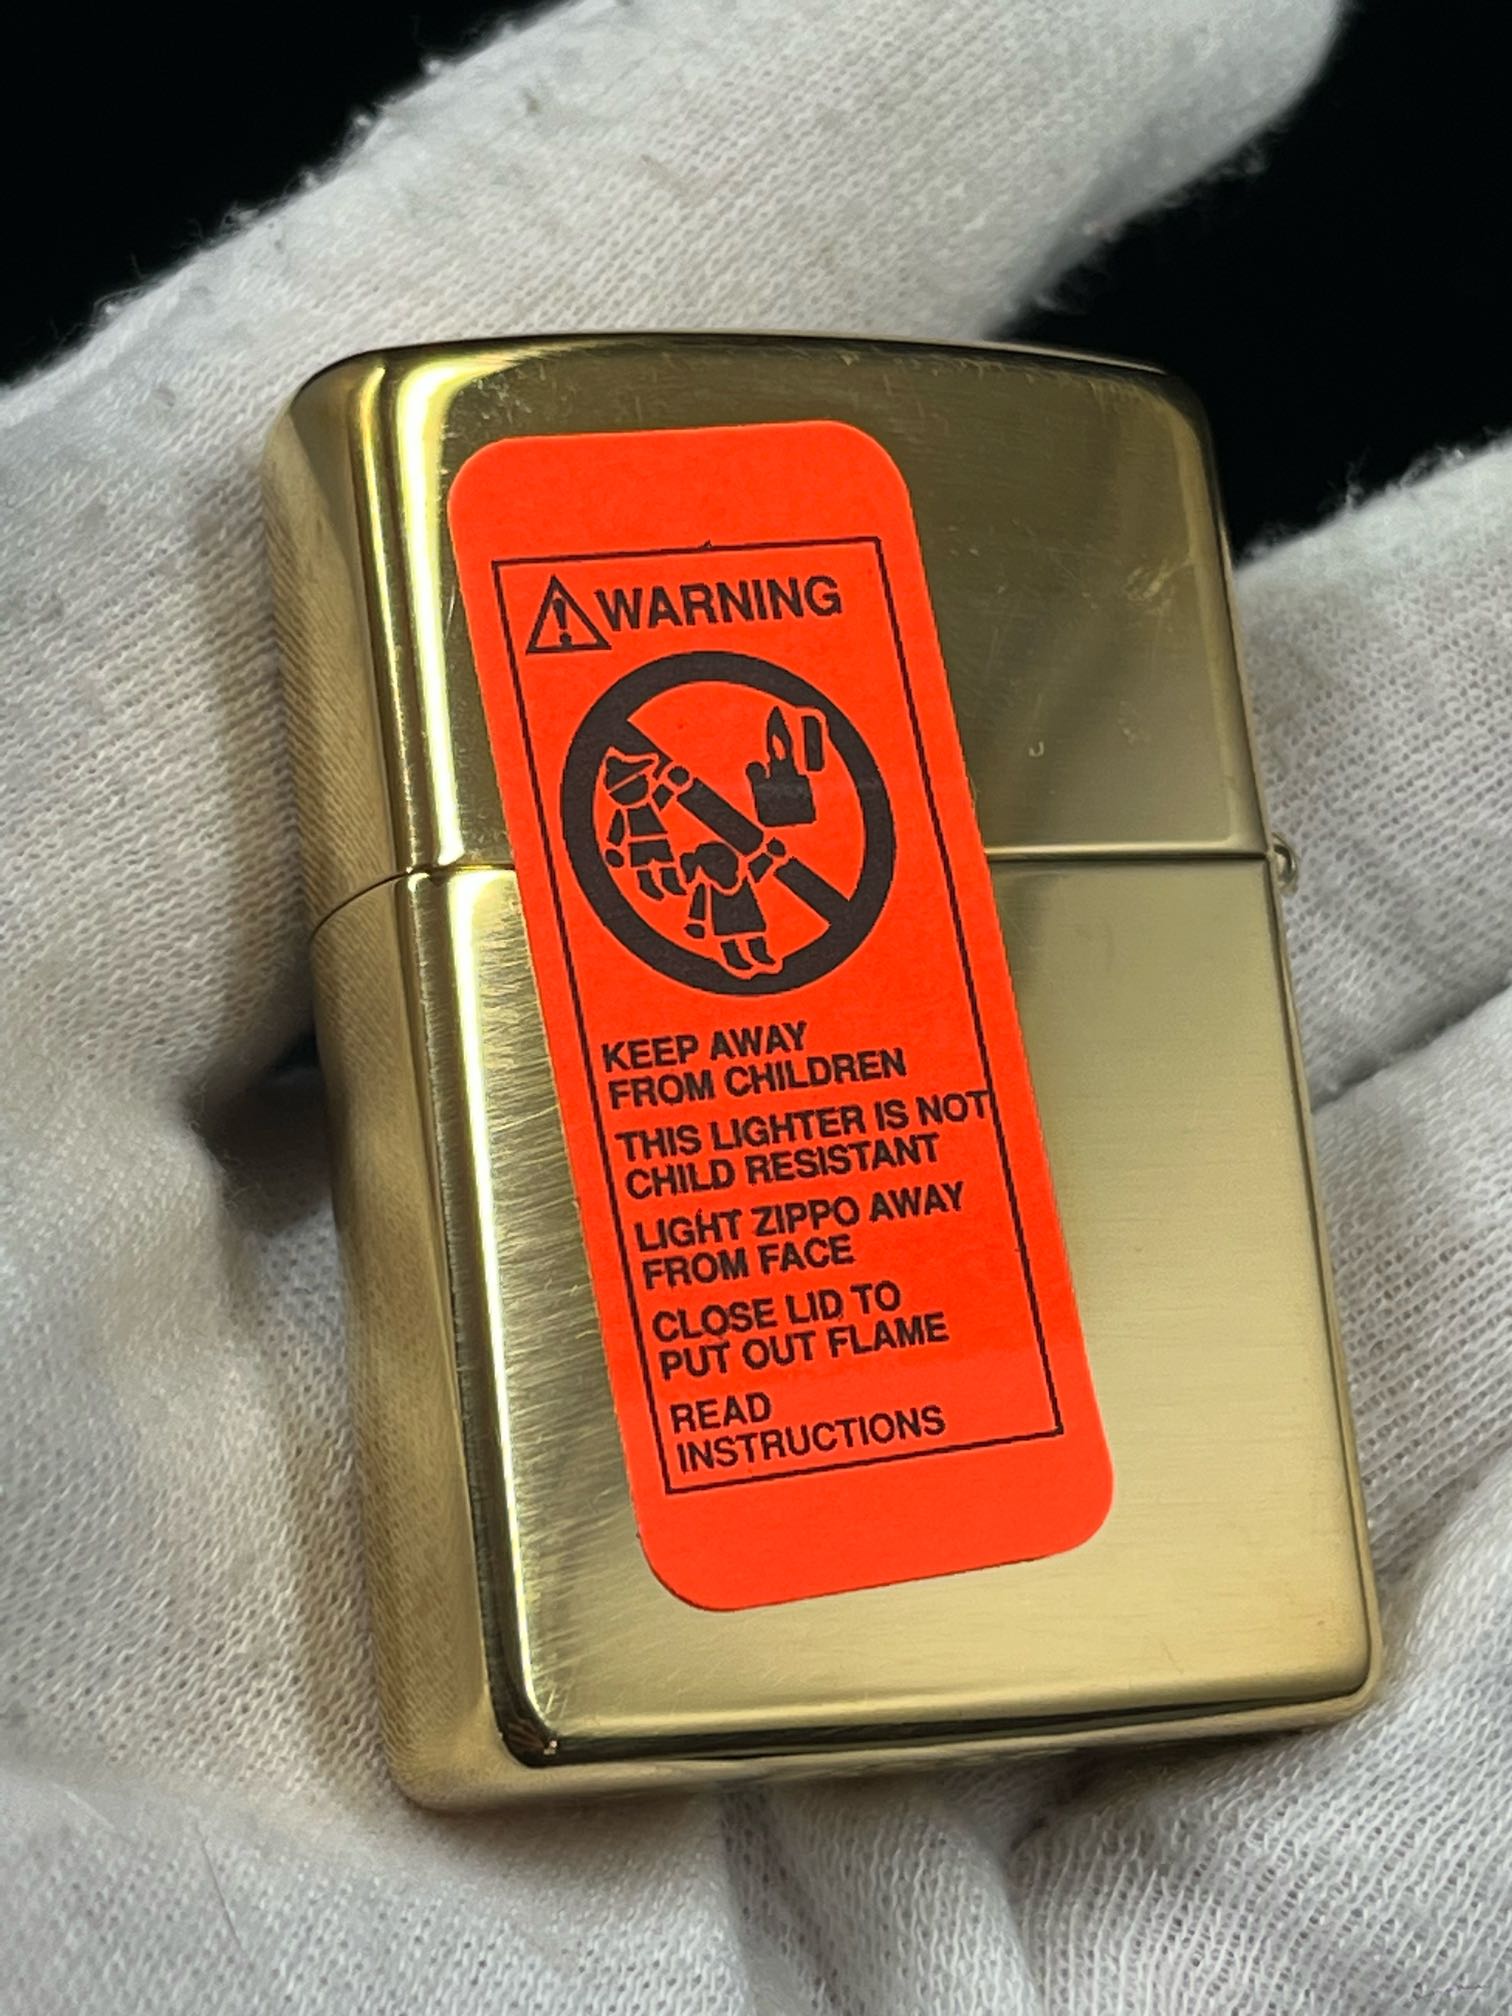 WARNING
KEEP AWAY
FROM CHILDREN
THIS LIGHTER IS NOT
CHILD RESISTANT
LIGHT ZIPPO AWAY
FROM FACE
CLOSE LID TO
PUT OUT FLAME
READ
INSTRUCTIONS